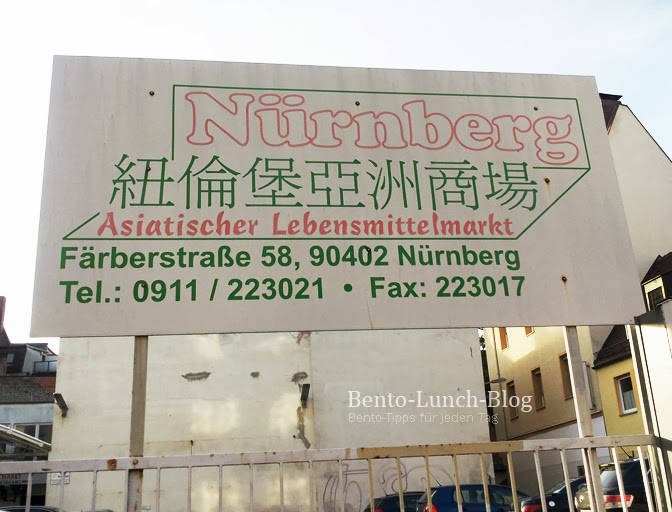 Nürnberg
紐倫堡亞洲商場
Asiatischer Lebensmittelmarkt
Färberstraße 58, 90402 Nürnberg
Tel.: 0911 / 223021 • Fax: 223017
Bento-Lunch-Blog
Bento-Tipps für jeden Tag